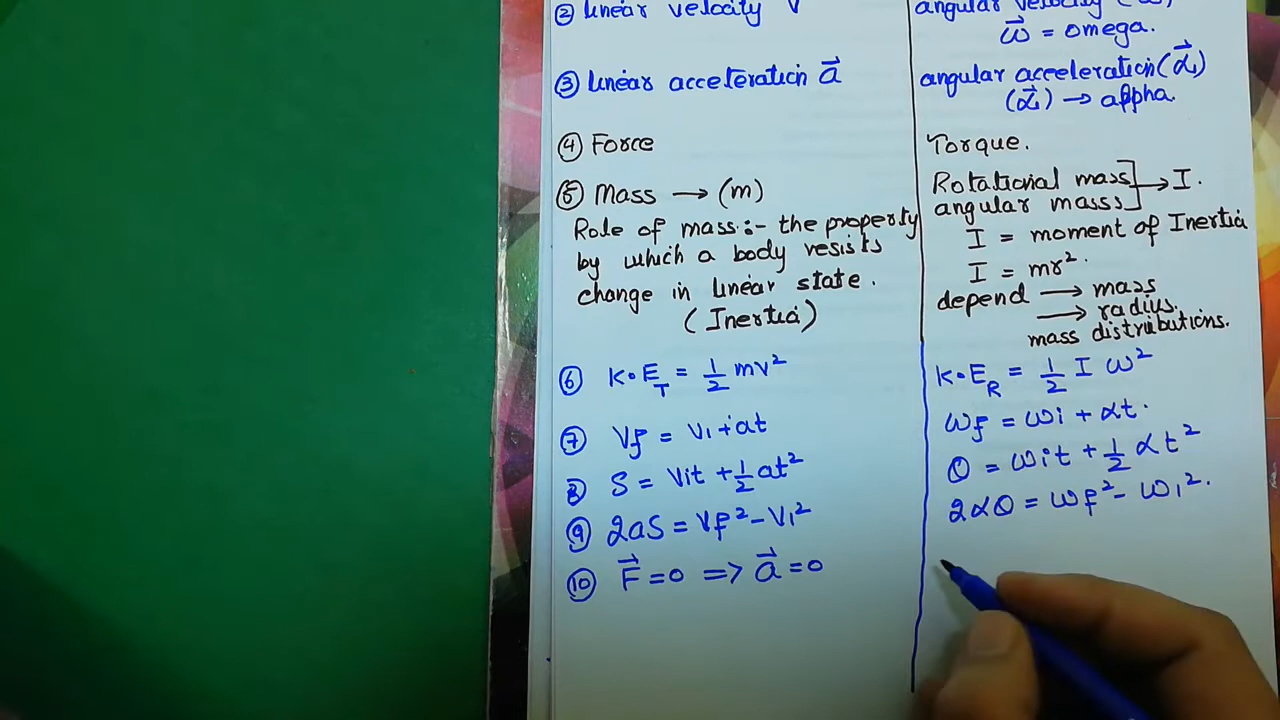 ② linear velocity V
③ linear acceleration a⃗
④ Force
⑤ Mass → (m)
Role of mass:- the property
by which a body resists
change in linear state.
(Inertia)
⑥ K.E_T = 1/2 mv²
⑦ Vf = Vi + at
⑧ S = Vit + 1/2 at²
⑨ 2aS = Vf² - Vi²
⑩ F⃗ = 0 => a⃗ = 0
angular velocity (ω)
ω⃗ = omega.
angular acceleration (α⃗)
(α⃗) → alpha.
Torque.
Rotational mass
angular masss
→ I.
I = moment of Inertia
I = mr².
depend → mass
→ radius.
mass distributions.
K.E_R = 1/2 I ω²
ωf = ωi + αt.
θ = ωit + 1/2 αt²
2αθ = ωf² - ωi².